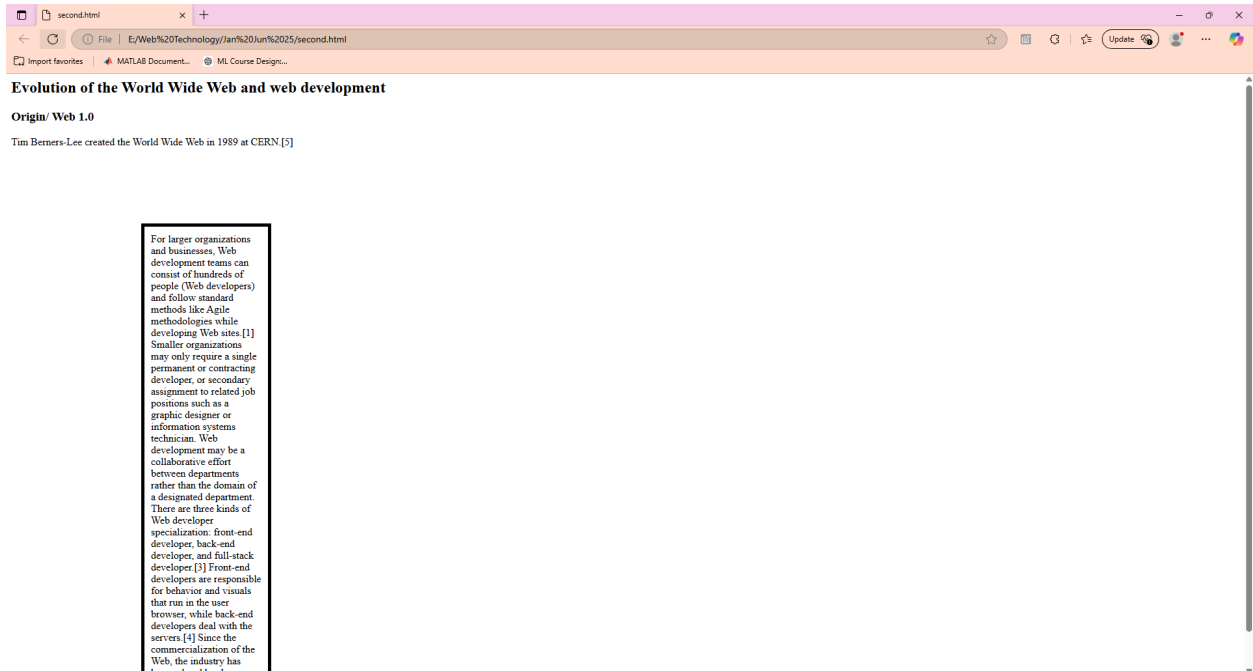 second.html
File
E:/Web%20Technology/Jan%20Jun%2025/second.html
Update
Import favorites
MATLAB Document...
ML Course Design:...
Evolution of the World Wide Web and web development
Origin/ Web 1.0
Tim Berners-Lee created the World Wide Web in 1989 at CERN.[5]
For larger organizations
and businesses, Web
development teams can
consist of hundreds of
people (Web developers)
and follow standard
methods like Agile
methodologies while
developing Web sites.[1]
Smaller organizations
may only require a single
permanent or contracting
developer, or secondary
assignment to related job
positions such as a
graphic designer or
information systems
technician. Web
development may be a
collaborative effort
between departments
rather than the domain of
a designated department.
There are three kinds of
Web developer
specialization: front-end
developer, back-end
developer, and full-stack
developer.[3] Front-end
developers are responsible
for behavior and visuals
that run in the user
browser, while back-end
developers deal with the
servers.[4] Since the
commercialization of the
Web, the industry has